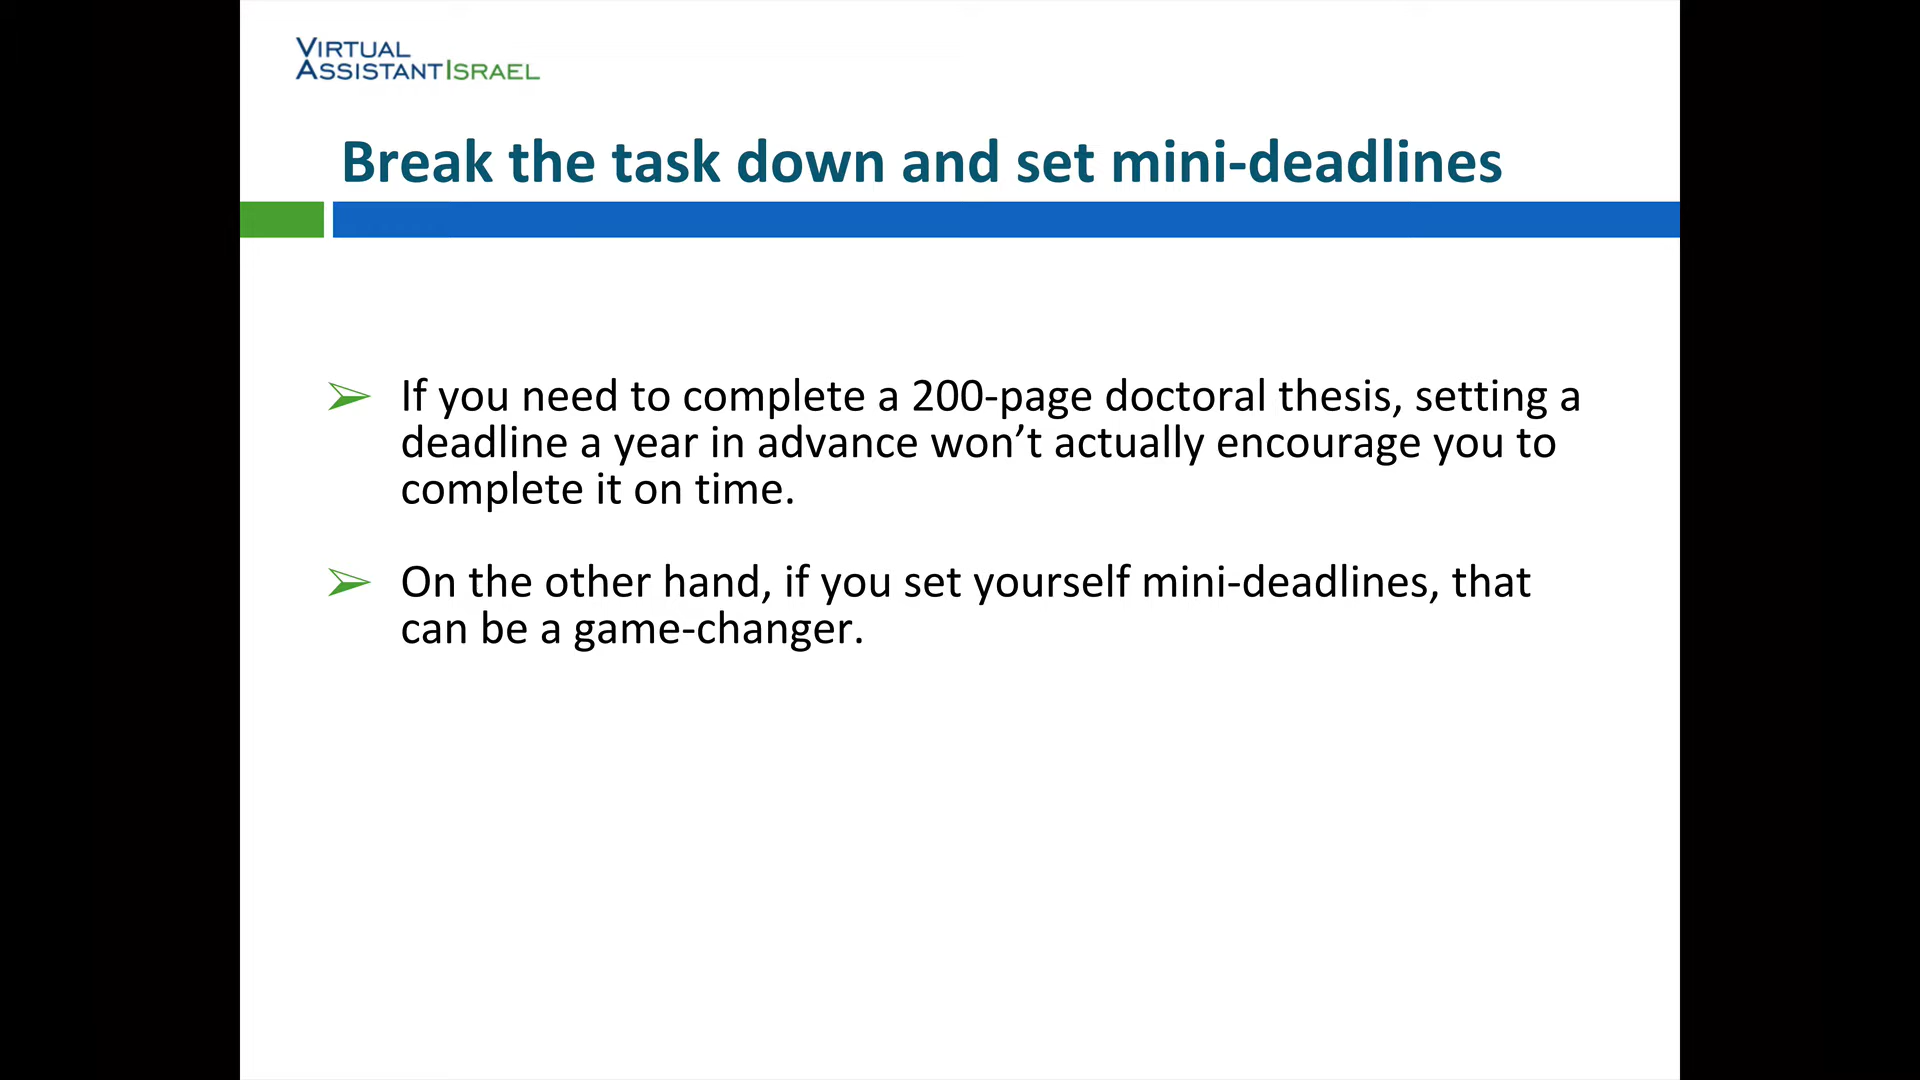 VIRTUAL
ASSISTANTISRAEL
Break the task down and set mini-deadlines
If you need to complete a 200-page doctoral thesis, setting a
deadline a year in advance won’t actually encourage you to
complete it on time.
On the other hand, if you set yourself mini-deadlines, that
can be a game-changer.